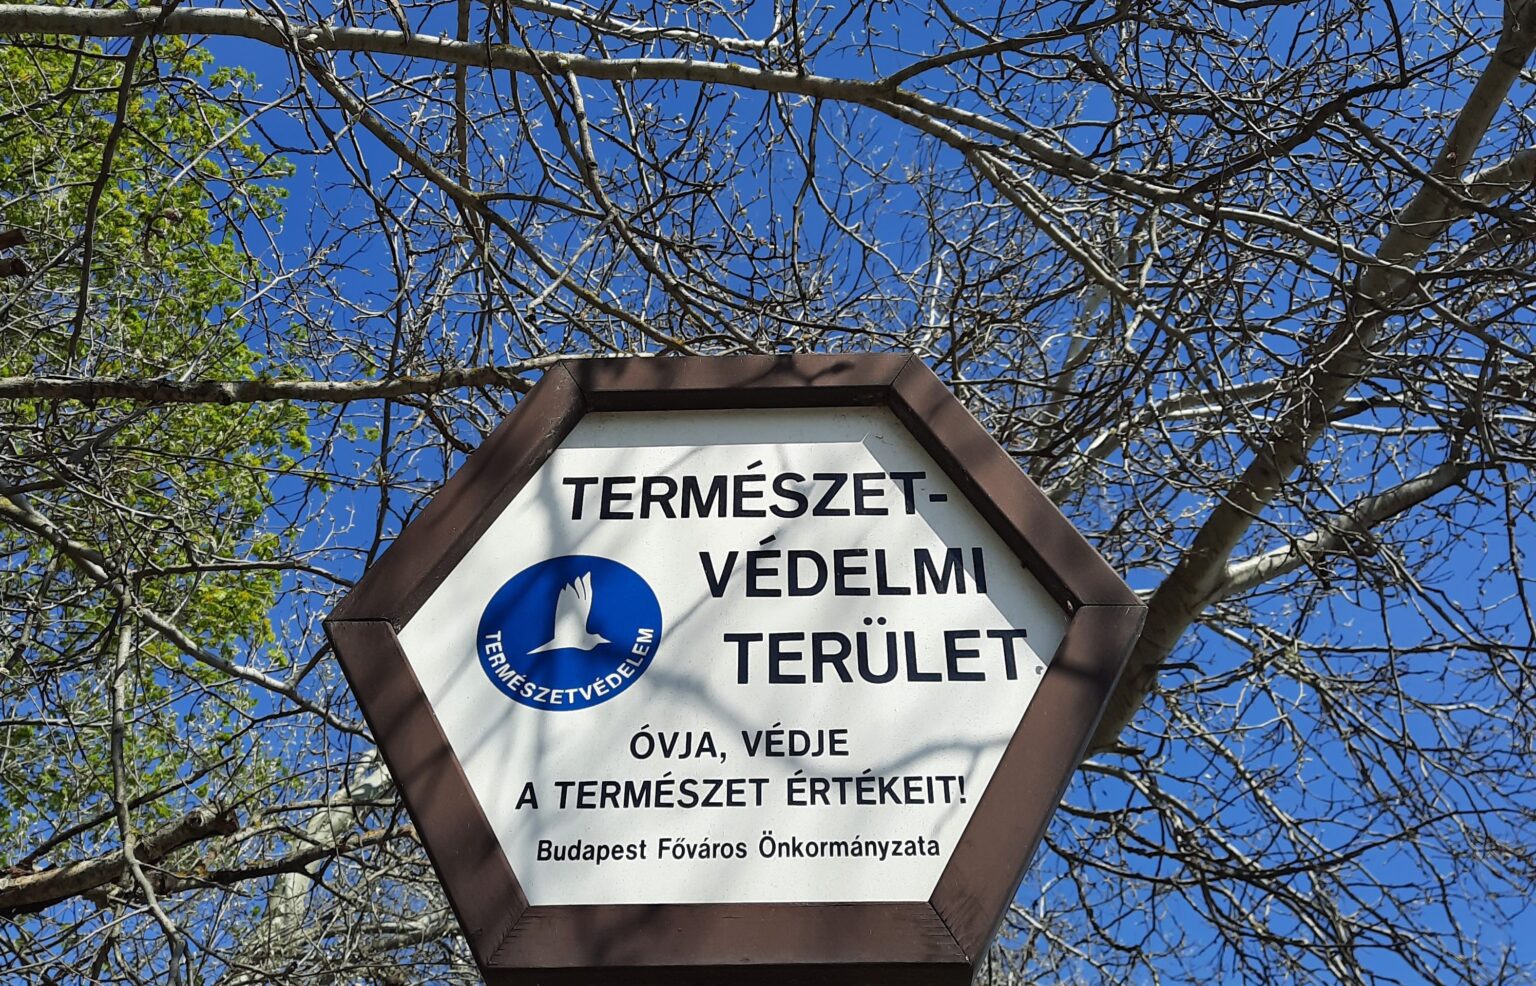 TERMÉSZET-
VÉDELMI
TERÜLET
TERMÉSZETVÉDELEM
ÓVJA, VÉDJE
A TERMÉSZET ÉRTÉKEIT!
Budapest Főváros Önkormányzata